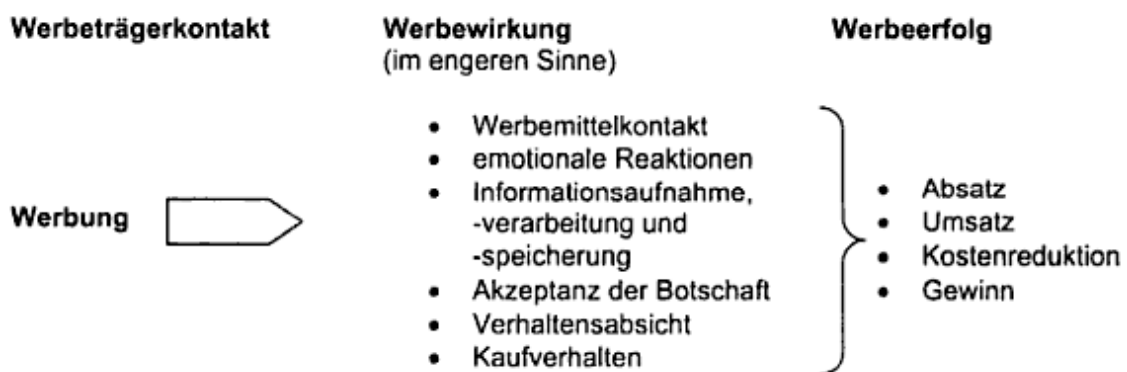 Werbeträgerkontakt
Werbewirkung
(im engeren Sinne)
Werbeerfolg
Werbung
• Werbemittelkontakt
• emotionale Reaktionen
• Informationsaufnahme,
-verarbeitung und
-speicherung
• Akzeptanz der Botschaft
• Verhaltensabsicht
• Kaufverhalten
• Absatz
• Umsatz
• Kostenreduktion
• Gewinn